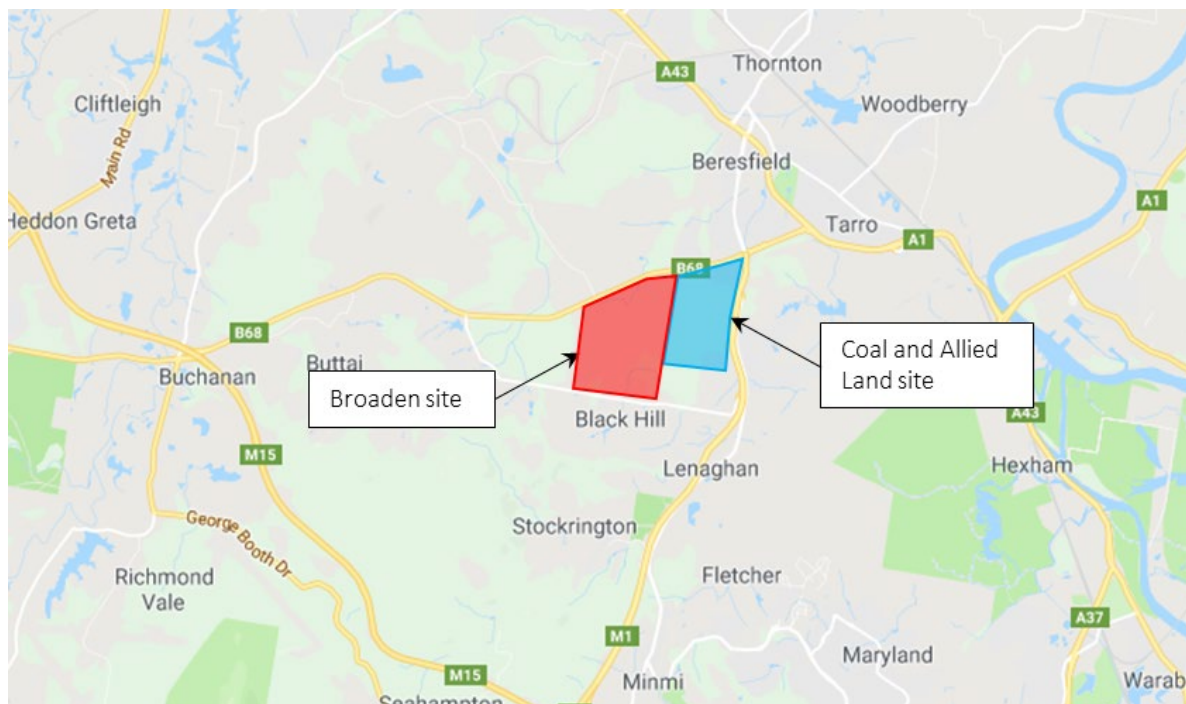 Thornton
A43
Cliftleigh
Woodberry
Main Rd
Beresfield
A1
Heddon Greta
Tarro
A1
B68
B68
Buttai
Buchanan
Coal and Allied
Land site
Broaden site
Black Hill
A43
M15
Lenaghan
Hexham
George Booth Dr
Stockrington
Richmond
Vale
Fletcher
A37
M1
Maryland
M15
Minmi
Warab
Seahampton